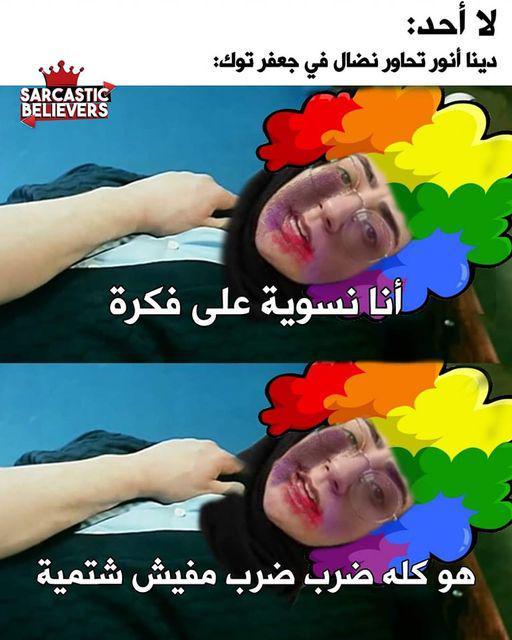 لا أحد:
دينا أنور تحاور نضال في جعفر توك:
SARCASTIC
BELIEVERS
أنا نسوية على فكرة
هو كله ضرب ضرب مفيش شتمية